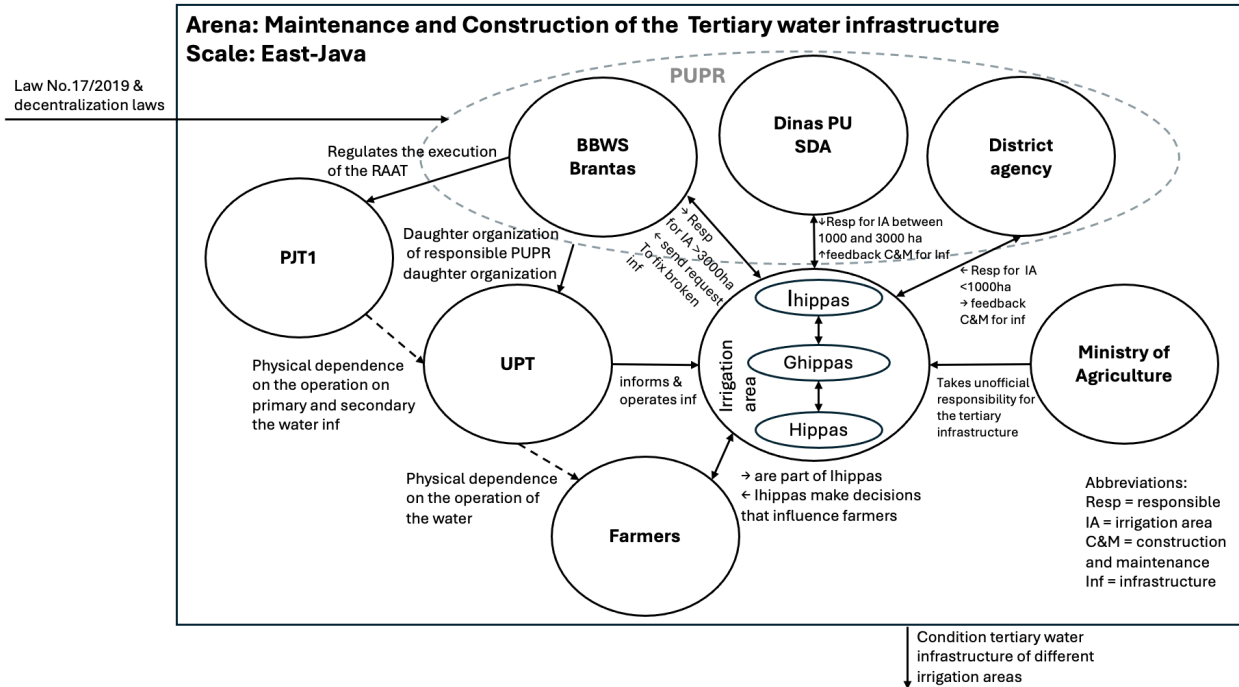 Arena: Maintenance and Construction of the Tertiary water infrastructure
Scale: East-Java
Law No.17/2019 &
decentralization laws
PUPR
BBWS
Brantas
Dinas PU
SDA
District
agency
Regulates the execution
of the RAAT
PJT1
Daughter organization
of responsible PUPR
daughter organization
→ Resp
for IA >3000ha
← send request
To fix broken
inf
↓Resp for IA between
1000 and 3000 ha
↑feedback C&M for Inf
← Resp for IA
<1000ha
→ feedback
C&M for inf
Ihippas
Ghippas
Hippas
Irrigation
area
UPT
informs &
operates inf
Ministry of
Agriculture
Takes unofficial
responsibility for
the tertiary
infrastructure
Physical dependence
on the operation on
primary and secondary
the water inf
Physical dependence
on the operation of
the water
Farmers
→ are part of Ihippas
← Ihippas make decisions
that influence farmers
Abbreviations:
Resp = responsible
IA = irrigation area
C&M = construction
and maintenance
Inf = infrastructure
Condition tertiary water
infrastructure of different
irrigation areas